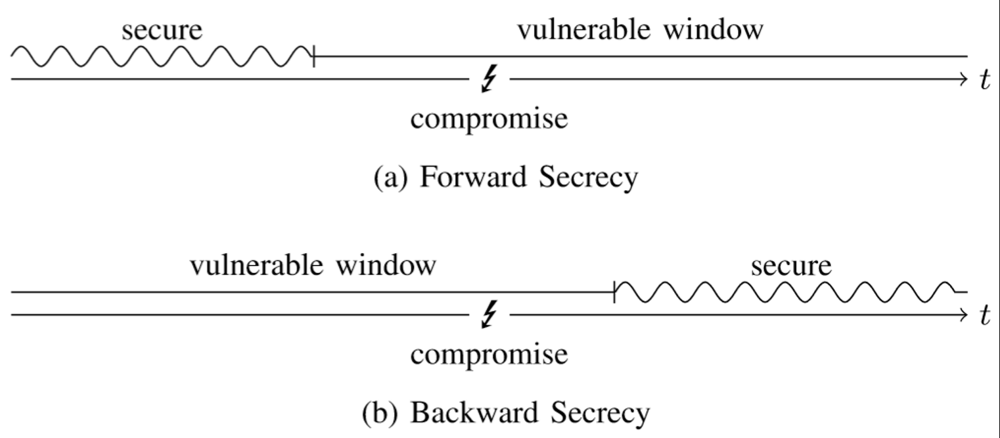 secure vulnerable window
t
compromise
(a) Forward Secrecy
vulnerable window secure
t
compromise
(b) Backward Secrecy